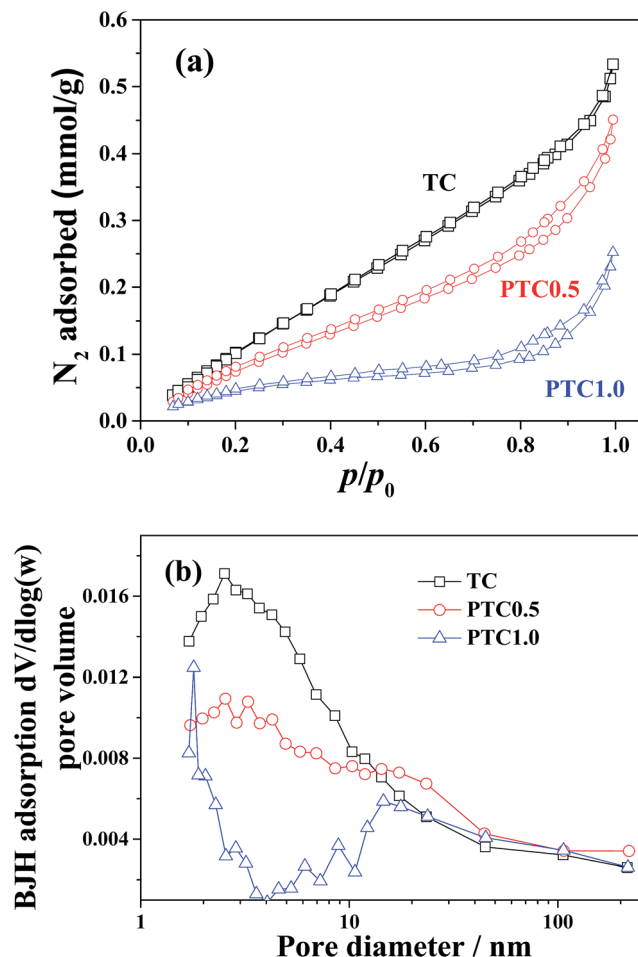 (a)
N₂ adsorbed (mmol/g)
0.6
0.5
0.4
0.3
0.2
0.1
0.0
TC
PTC0.5
PTC1.0
0.0 0.2 0.4 0.6 0.8 1.0
p/p₀
(b)
BJH adsorption dV/dlog(w)
pore volume
0.016
0.012
0.008
0.004
TC
PTC0.5
PTC1.0
1 10 100
Pore diameter / nm